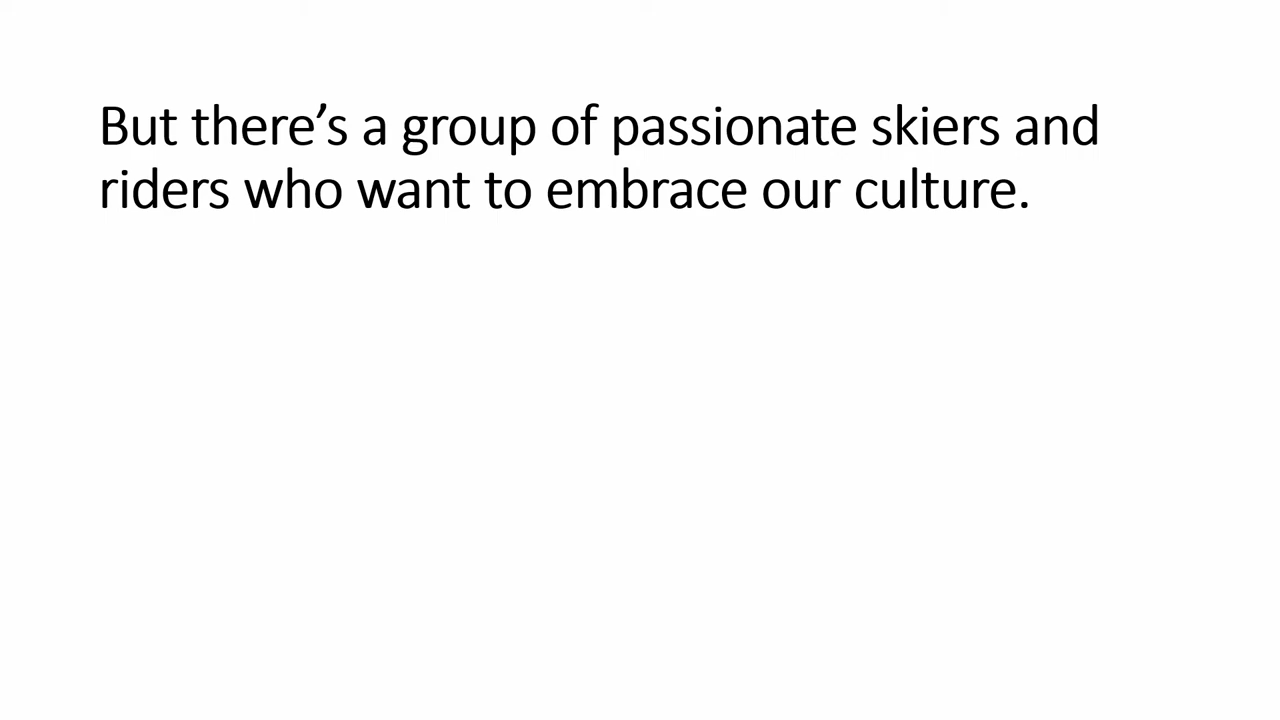 But there’s a group of passionate skiers and
riders who want to embrace our culture.